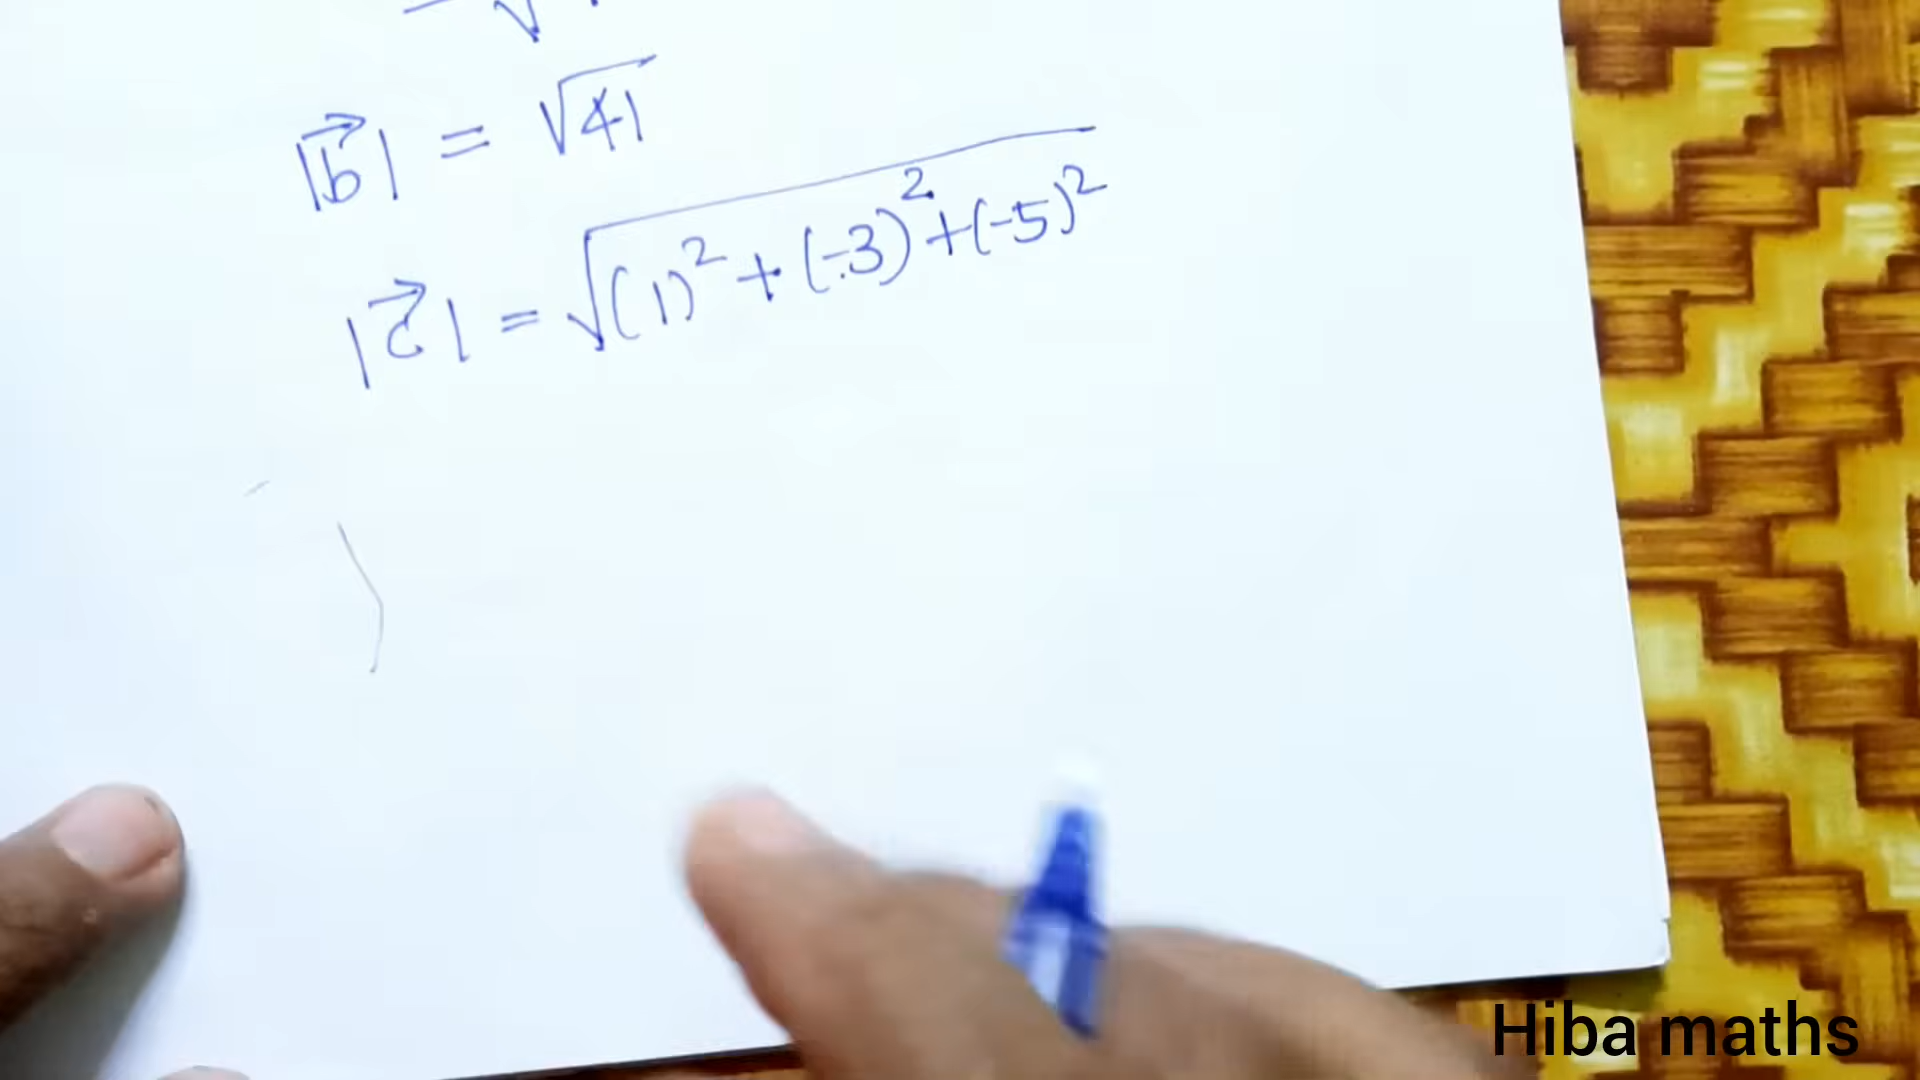 |b⃗| = √41
|c⃗| = √(1)² + (-3)² + (-5)²
Hiba maths